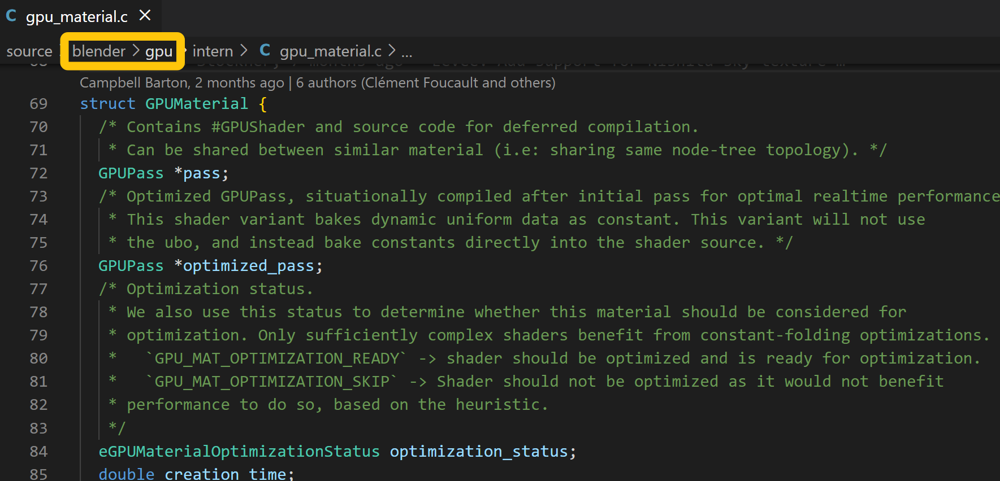 C gpu_material.c ×
source > blender > gpu > intern > C gpu_material.c > ...
68 Stockner, 7 months ago
Campbell Barton, 2 months ago | 6 authors (Clément Foucault and others)
69 struct GPUMaterial {
70 /* Contains #GPUShader and source code for deferred compilation.
71 * Can be shared between similar material (i.e: sharing same node-tree topology). */
72 GPUPass *pass;
73 /* Optimized GPUPass, situationally compiled after initial pass for optimal realtime performance
74 * This shader variant bakes dynamic uniform data as constant. This variant will not use
75 * the ubo, and instead bake constants directly into the shader source. */
76 GPUPass *optimized_pass;
77 /* Optimization status.
78 * We also use this status to determine whether this material should be considered for
79 * optimization. Only sufficiently complex shaders benefit from constant-folding optimizations.
80 * `GPU_MAT_OPTIMIZATION_READY` -> shader should be optimized and is ready for optimization.
81 * `GPU_MAT_OPTIMIZATION_SKIP` -> Shader should not be optimized as it would not benefit
82 * performance to do so, based on the heuristic.
83 */
84 eGPUMaterialOptimizationStatus optimization_status;
85 double creation_time;